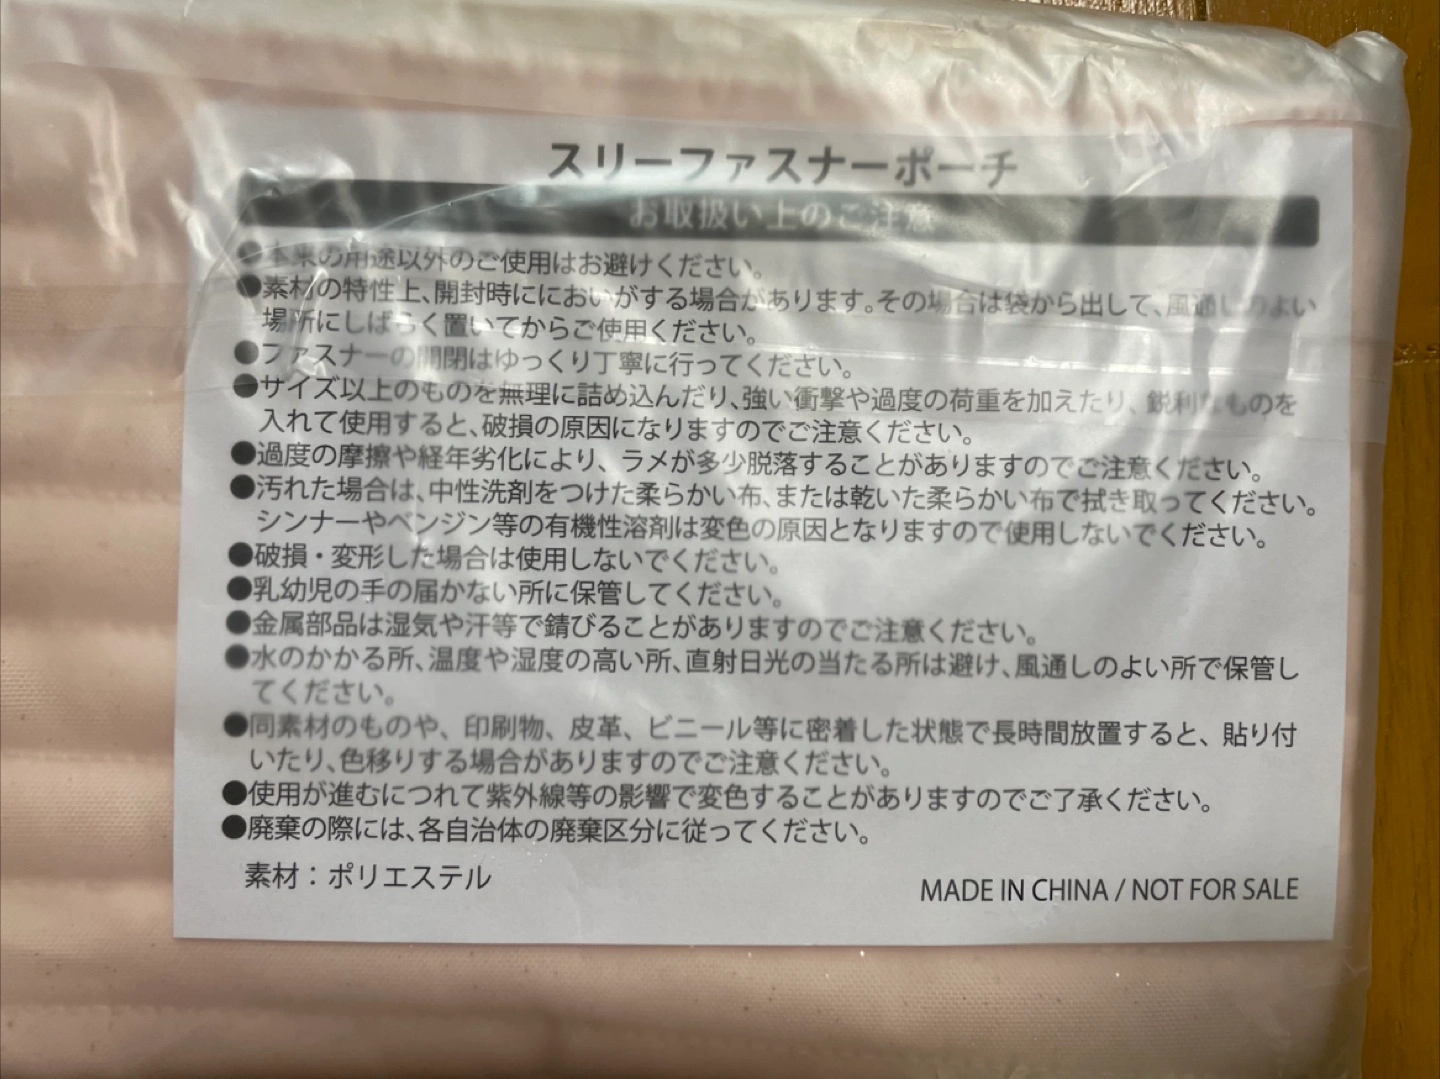 スリーファスナーポーチ
お取扱い上のご注意
●本来の用途以外のご使用はお避けください。
●素材の特性上、開封時ににおいがする場合があります。その場合は袋から出して、風通しのよい
場所にしばらく置いてからご使用ください。
●ファスナーの開閉はゆっくり丁寧に行ってください。
●サイズ以上のものを無理に詰め込んだり、強い衝撃や過度の荷重を加えたり、鋭利なものを
入れて使用すると、破損の原因になりますのでご注意ください。
●過度の摩擦や経年劣化により、ラメが多少脱落することがありますのでご注意ください。
●汚れた場合は、中性洗剤をつけた柔らかい布、または乾いた柔らかい布で拭き取ってください。
シンナーやベンジン等の有機性溶剤は変色の原因となりますので使用しないでください。
●破損・変形した場合は使用しないでください。
●乳幼児の手の届かない所に保管してください。
●金属部品は湿気や汗等で錆びることがありますのでご注意ください。
●水のかかる所、温度や湿度の高い所、直射日光の当たる所は避け、風通しのよい所で保管し
てください。
●同素材のものや、印刷物、皮革、ビニール等に密着した状態で長時間放置すると、貼り付
いたり、色移りする場合がありますのでご注意ください。
●使用が進むにつれて紫外線等の影響で変色することがありますのでご了承ください。
●廃棄の際には、各自治体の廃棄区分に従ってください。
素材：ポリエステル
MADE IN CHINA / NOT FOR SALE